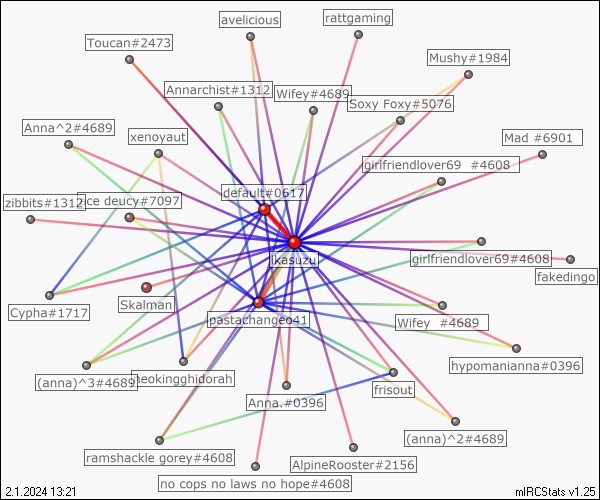 avelicious
rattgaming
Toucan#2473
Mushy#1984
Annarchist#1312
Wifey#4689
Soxy Foxy#5076
Anna^2#4689
xenoyaut
Mad #6901
girlfriendlover69 #4608
default#0617
zibbits#1312
ce deucy#7097
ikasuzu
girlfriendlover69#4608
fakedingo
Skalman
Cypha#1717
pastachangeo41
Wifey #4689
hypomanianna#0396
(anna)^3#4689
heokingghidorah
Anna.#0396
frisout
(anna)^2#4689
ramshackle gorey#4608
AlpineRooster#2156
no cops no laws no hope#4608
2.1.2024 13:21
mIRCStats v1.25